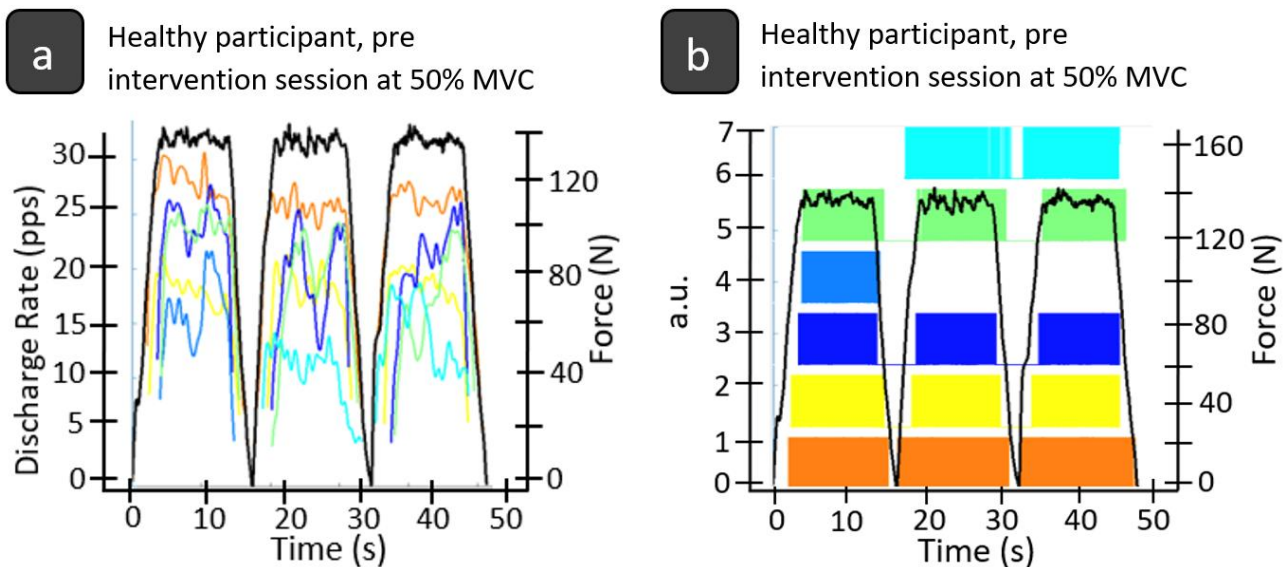 a
Healthy participant, pre
intervention session at 50% MVC
Discharge Rate (pps)
30
25
20
15
10
5
0
120
80
40
0
Force (N)
0 10 20 30 40 50
Time (s)
b
Healthy participant, pre
intervention session at 50% MVC
a.u.
7
6
5
4
3
2
1
0
160
120
80
40
0
Force (N)
0 10 20 30 40 50
Time (s)